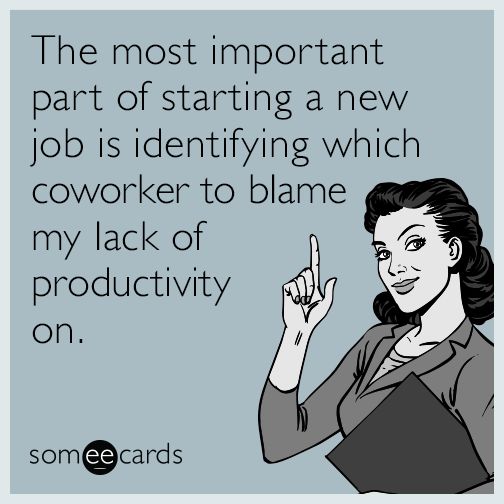 The most important
part of starting a new
job is identifying which
coworker to blame
my lack of
productivity
on.
someecards